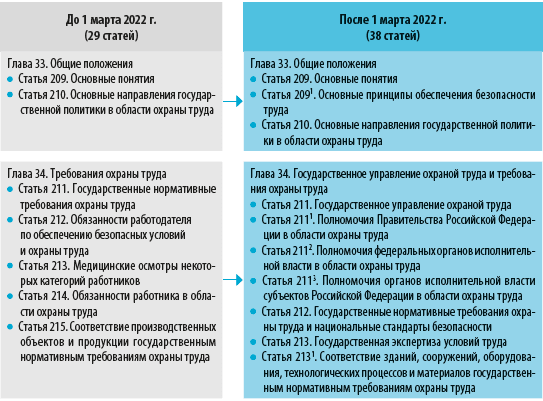 До 1 марта 2022 г.
(29 статей)
Глава 33. Общие положения
• Статья 209. Основные понятия
• Статья 210. Основные направления государ-
ственной политики в области охраны труда
Глава 34. Требования охраны труда
• Статья 211. Государственные нормативные
требования охраны труда
• Статья 212. Обязанности работодателя
по обеспечению безопасных условий
и охраны труда
• Статья 213. Медицинские осмотры некото-
рых категорий работников
• Статья 214. Обязанности работника в обла-
сти охраны труда
• Статья 215. Соответствие производственных
объектов и продукции государственным
нормативным требованиям охраны труда
После 1 марта 2022 г.
(38 статей)
Глава 33. Общие положения
• Статья 209. Основные понятия
• Статья 209¹. Основные принципы обеспечения безопасности
труда
• Статья 210. Основные направления государственной полити-
ки в области охраны труда
Глава 34. Государственное управление охраной труда и требова-
ния охраны труда
• Статья 211. Государственное управление охраной труда
• Статья 211¹. Полномочия Правительства Российской Федера-
ции в области охраны труда
• Статья 211². Полномочия федеральных органов исполнитель-
ной власти в области охраны труда
• Статья 211³. Полномочия органов исполнительной власти
субъектов Российской Федерации в области охраны труда
• Статья 212. Государственные нормативные требования охра-
ны труда и национальные стандарты безопасности
• Статья 213. Государственная экспертиза условий труда
• Статья 213¹. Соответствие зданий, сооружений, оборудова-
ния, технологических процессов и материалов государствен-
ным нормативным требованиям охраны труда